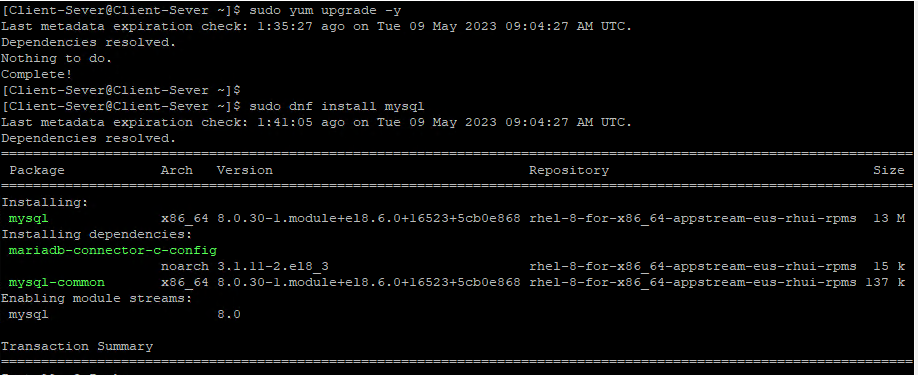 [Client-Sever@Client-Sever ~]$ sudo yum upgrade -y
Last metadata expiration check: 1:35:27 ago on Tue 09 May 2023 09:04:27 AM UTC.
Dependencies resolved.
Nothing to do.
Complete!
[Client-Sever@Client-Sever ~]$
[Client-Sever@Client-Sever ~]$ sudo dnf install mysql
Last metadata expiration check: 1:41:05 ago on Tue 09 May 2023 09:04:27 AM UTC.
Dependencies resolved.
Package Arch Version Repository Size
Installing:
mysql x86_64 8.0.30-1.module+el8.6.0+16523+5cb0e868 rhel-8-for-x86_64-appstream-eus-rhui-rpms 13 M
Installing dependencies:
mariadb-connector-c-config
noarch 3.1.11-2.el8_3 rhel-8-for-x86_64-appstream-eus-rhui-rpms 15 k
mysql-common x86_64 8.0.30-1.module+el8.6.0+16523+5cb0e868 rhel-8-for-x86_64-appstream-eus-rhui-rpms 137 k
Enabling module streams:
mysql 8.0
Transaction Summary